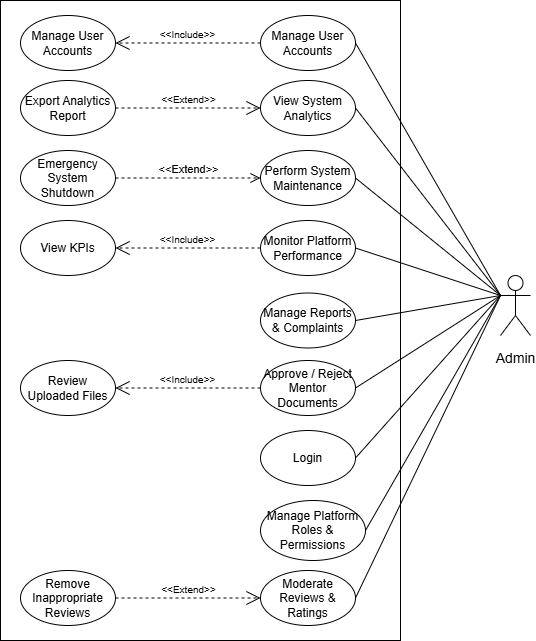 Manage User
Accounts
<<Include>>
Manage User
Accounts
Export Analytics
Report
<<Extend>>
View System
Analytics
Emergency
System
Shutdown
<<Extend>>
Perform System
Maintenance
View KPIs
<<Include>>
Monitor Platform
Performance
Manage Reports
& Complaints
Admin
Review
Uploaded Files
<<Include>>
Approve / Reject
Mentor
Documents
Login
Manage Platform
Roles &
Permissions
Remove
Inappropriate
Reviews
<<Extend>>
Moderate
Reviews &
Ratings